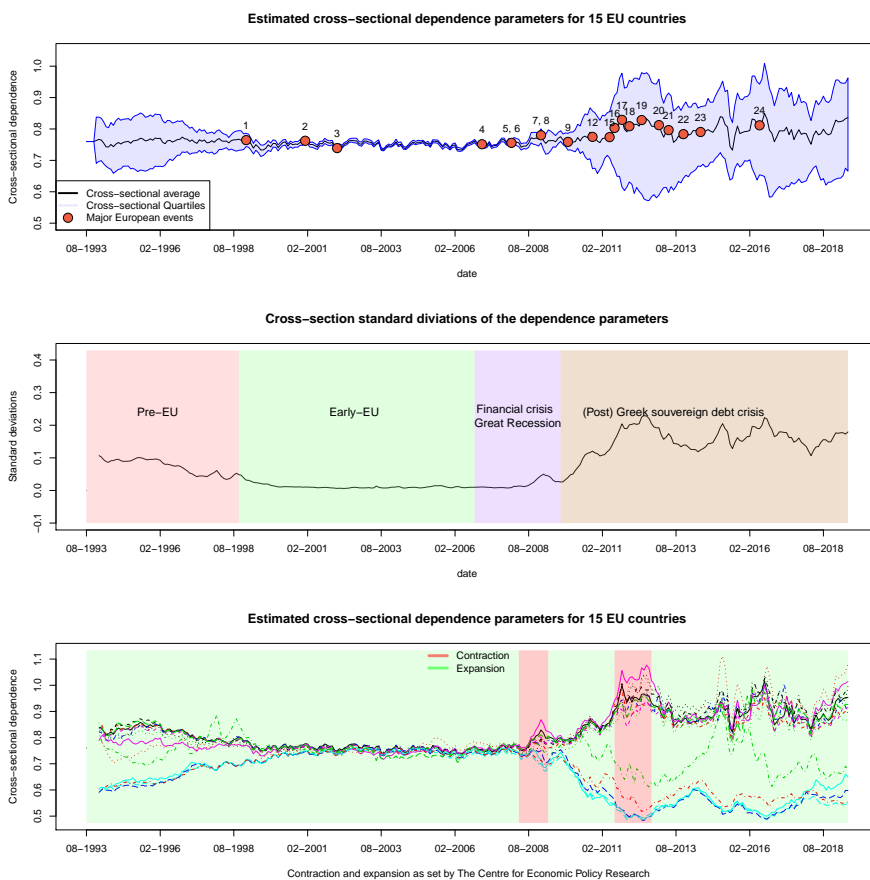 Estimated cross−sectional dependence parameters for 15 EU countries
Cross−sectional dependence
1.0
0.9
0.8
0.7
0.6
0.5
1
2
3
4
5, 6
7, 8
9
12
15
16
17
18
19
20
21
22
23
24
Cross−sectional average
Cross−sectional Quartiles
Major European events
08−1993 02−1996 08−1998 02−2001 08−2003 02−2006 08−2008 02−2011 08−2013 02−2016 08−2018
date
Cross−section standard diviations of the dependence parameters
Standard deviations
0.4
0.3
0.2
0.1
0.0
−0.1
Pre−EU
Early−EU
Financial crisis
Great Recession
(Post) Greek souvereign debt crisis
08−1993 02−1996 08−1998 02−2001 08−2003 02−2006 08−2008 02−2011 08−2013 02−2016 08−2018
date
Estimated cross−sectional dependence parameters for 15 EU countries
Cross−sectional dependence
1.1
1.0
0.9
0.8
0.7
0.6
0.5
Contraction
Expansion
08−1993 02−1996 08−1998 02−2001 08−2003 02−2006 08−2008 02−2011 08−2013 02−2016 08−2018
Contraction and expansion as set by The Centre for Economic Policy Research